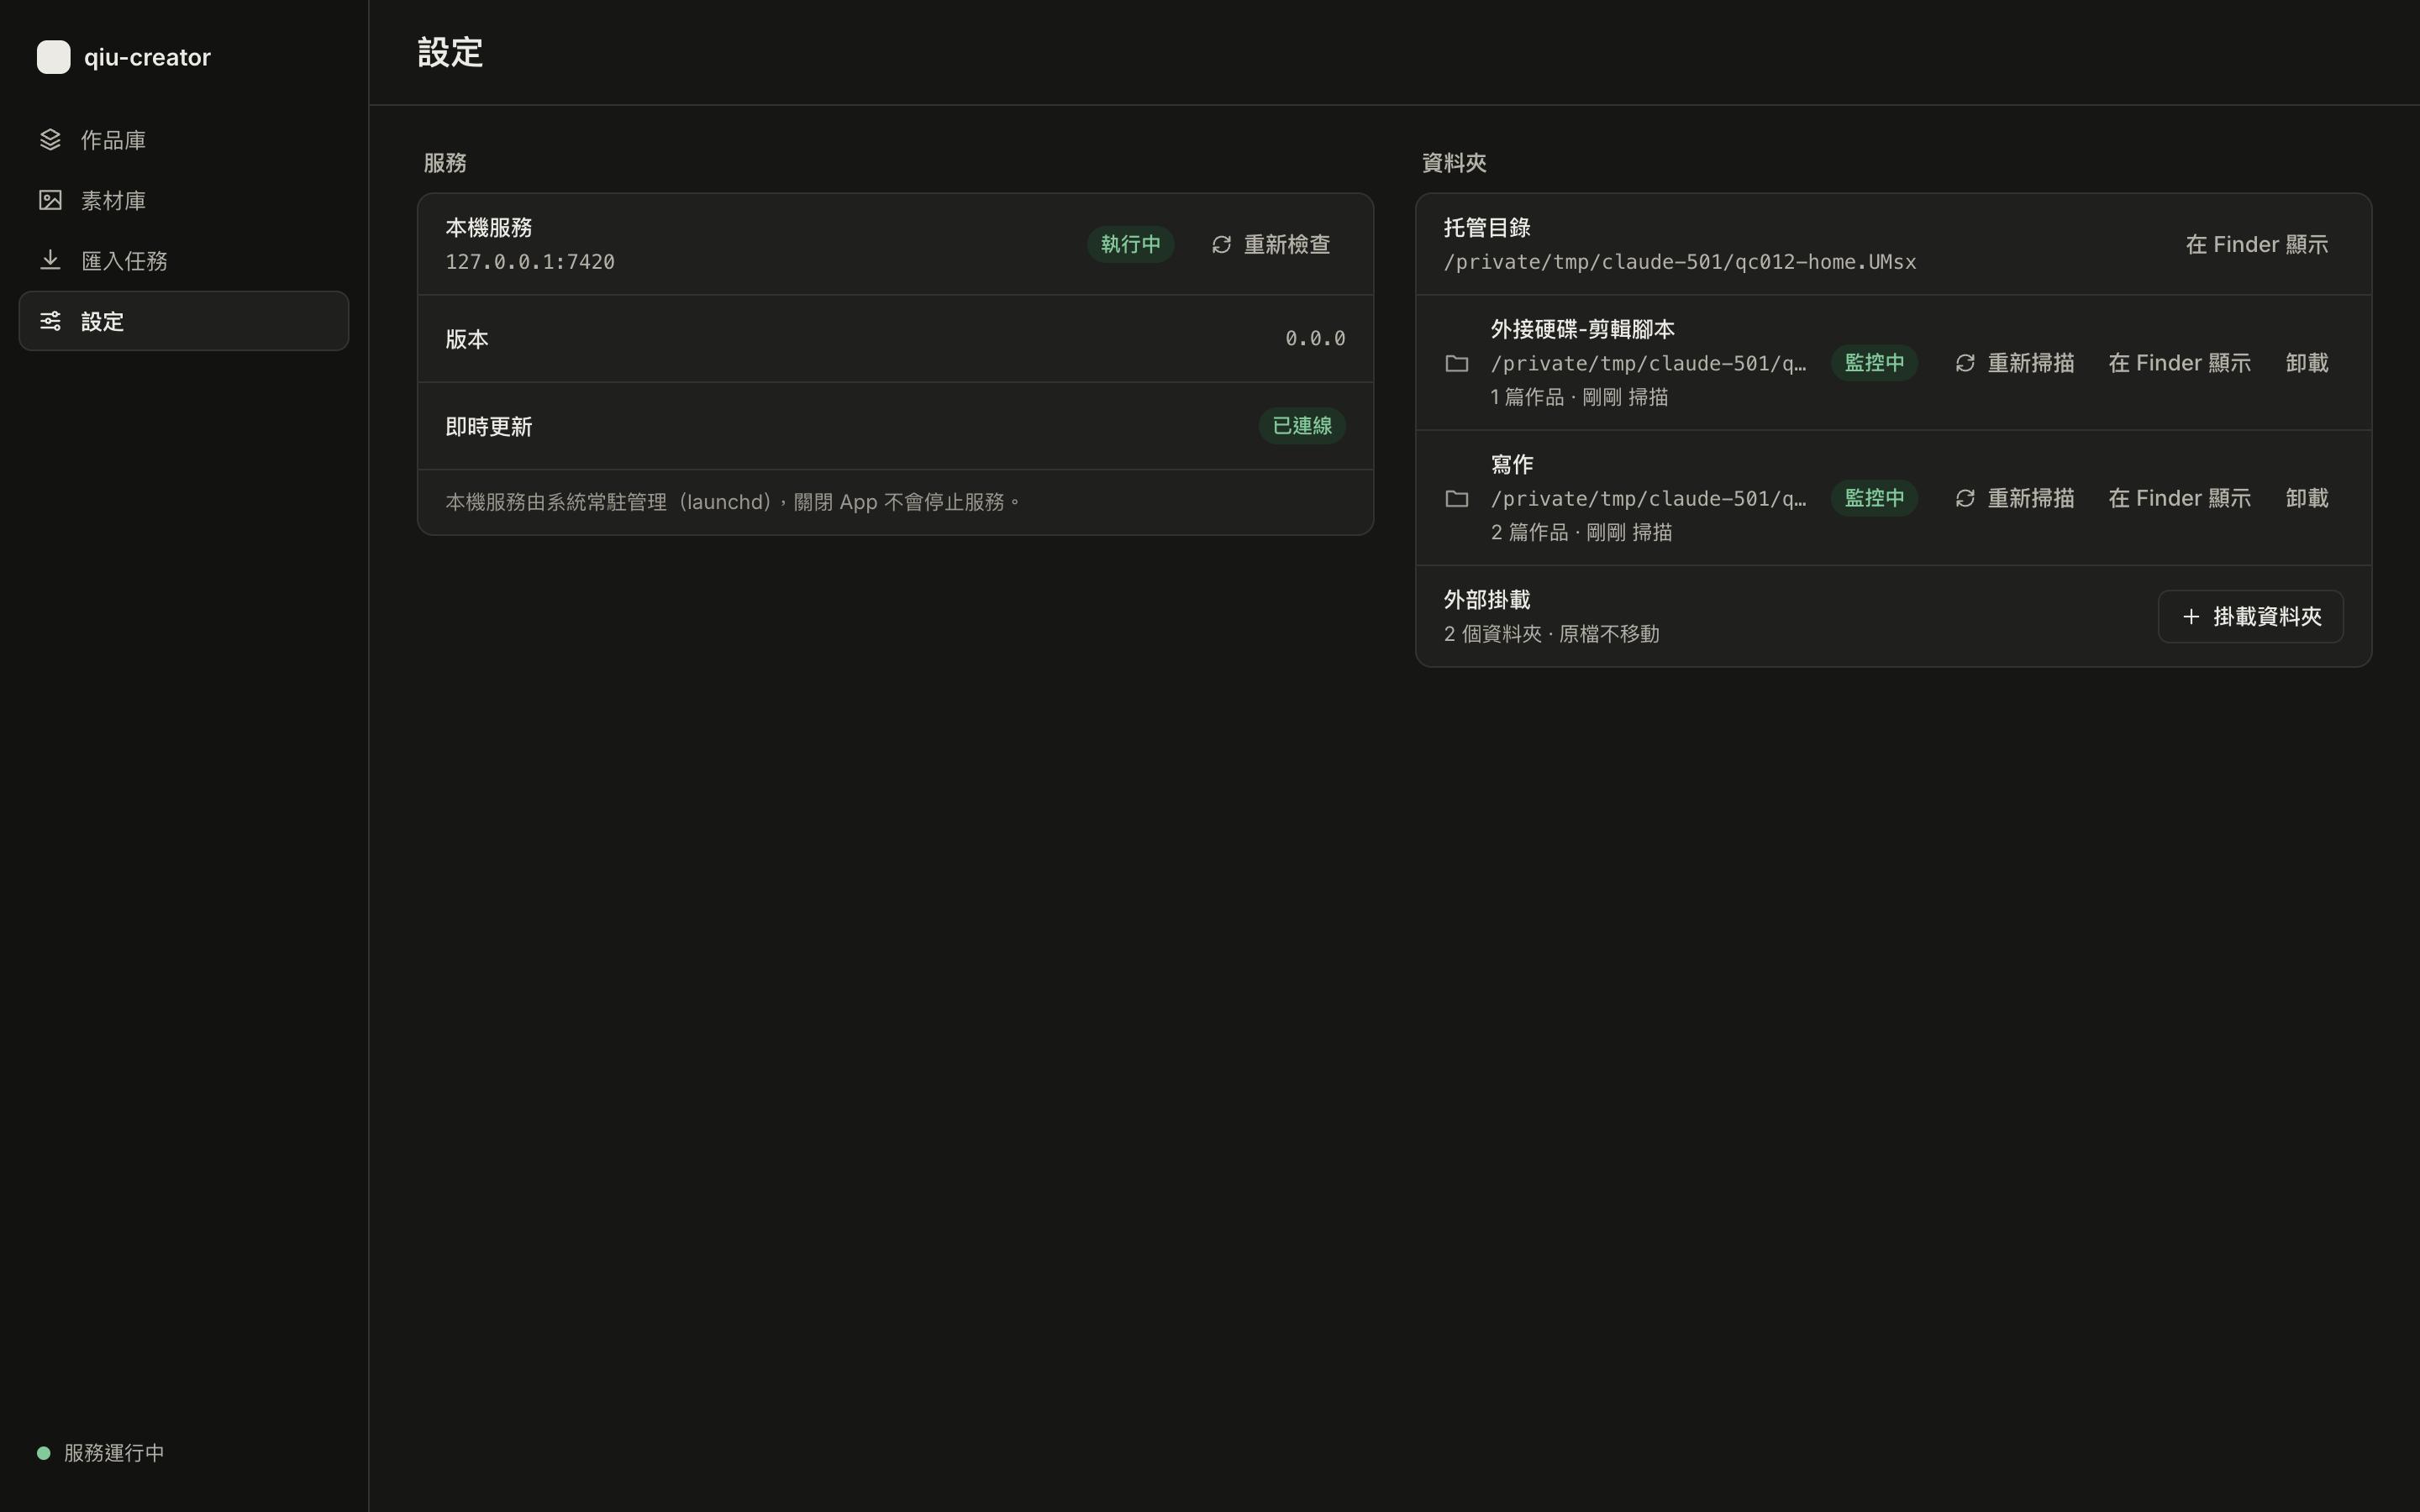 qiu-creator
作品庫
素材庫
匯入任務
設定
服務運行中
設定
服務
本機服務
127.0.0.1:7420
執行中
重新檢查
版本
0.0.0
即時更新
已連線
本機服務由系統常駐管理（launchd），關閉 App 不會停止服務。
資料夾
托管目錄
/private/tmp/claude-501/qc012-home.UMsx
在 Finder 顯示
外接硬碟-剪輯腳本
/private/tmp/claude-501/q…
1 篇作品 · 剛剛 掃描
監控中
重新掃描
在 Finder 顯示
卸載
寫作
/private/tmp/claude-501/q…
2 篇作品 · 剛剛 掃描
監控中
重新掃描
在 Finder 顯示
卸載
外部掛載
2 個資料夾 · 原檔不移動
掛載資料夾